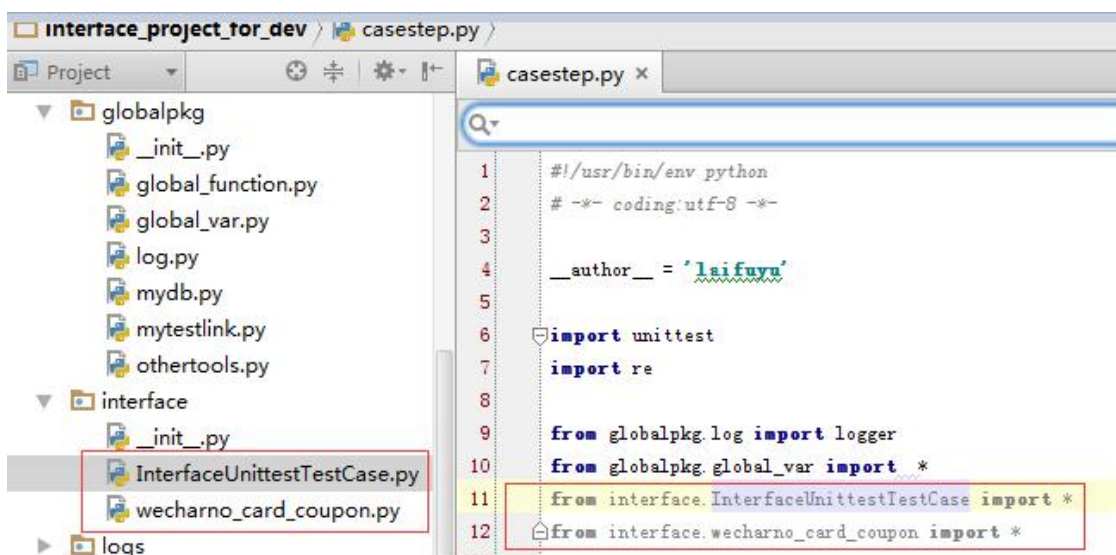 interface_project_for_dev casestep.py
Project
casestep.py ×
globalpkg
__init__.py
global_function.py
global_var.py
log.py
mydb.py
mytestlink.py
othertools.py
interface
__init__.py
InterfaceUnittestTestCase.py
wecharno_card_coupon.py
logs
1 #!/usr/bin/env python
2 # -*- coding:utf-8 -*-
3
4 __author__ = 'laifuyu'
5
6 import unittest
7 import re
8
9 from globalpkg.log import logger
10 from globalpkg.global_var import *
11 from interface.InterfaceUnittestTestCase import *
12 from interface.wecharno_card_coupon import *